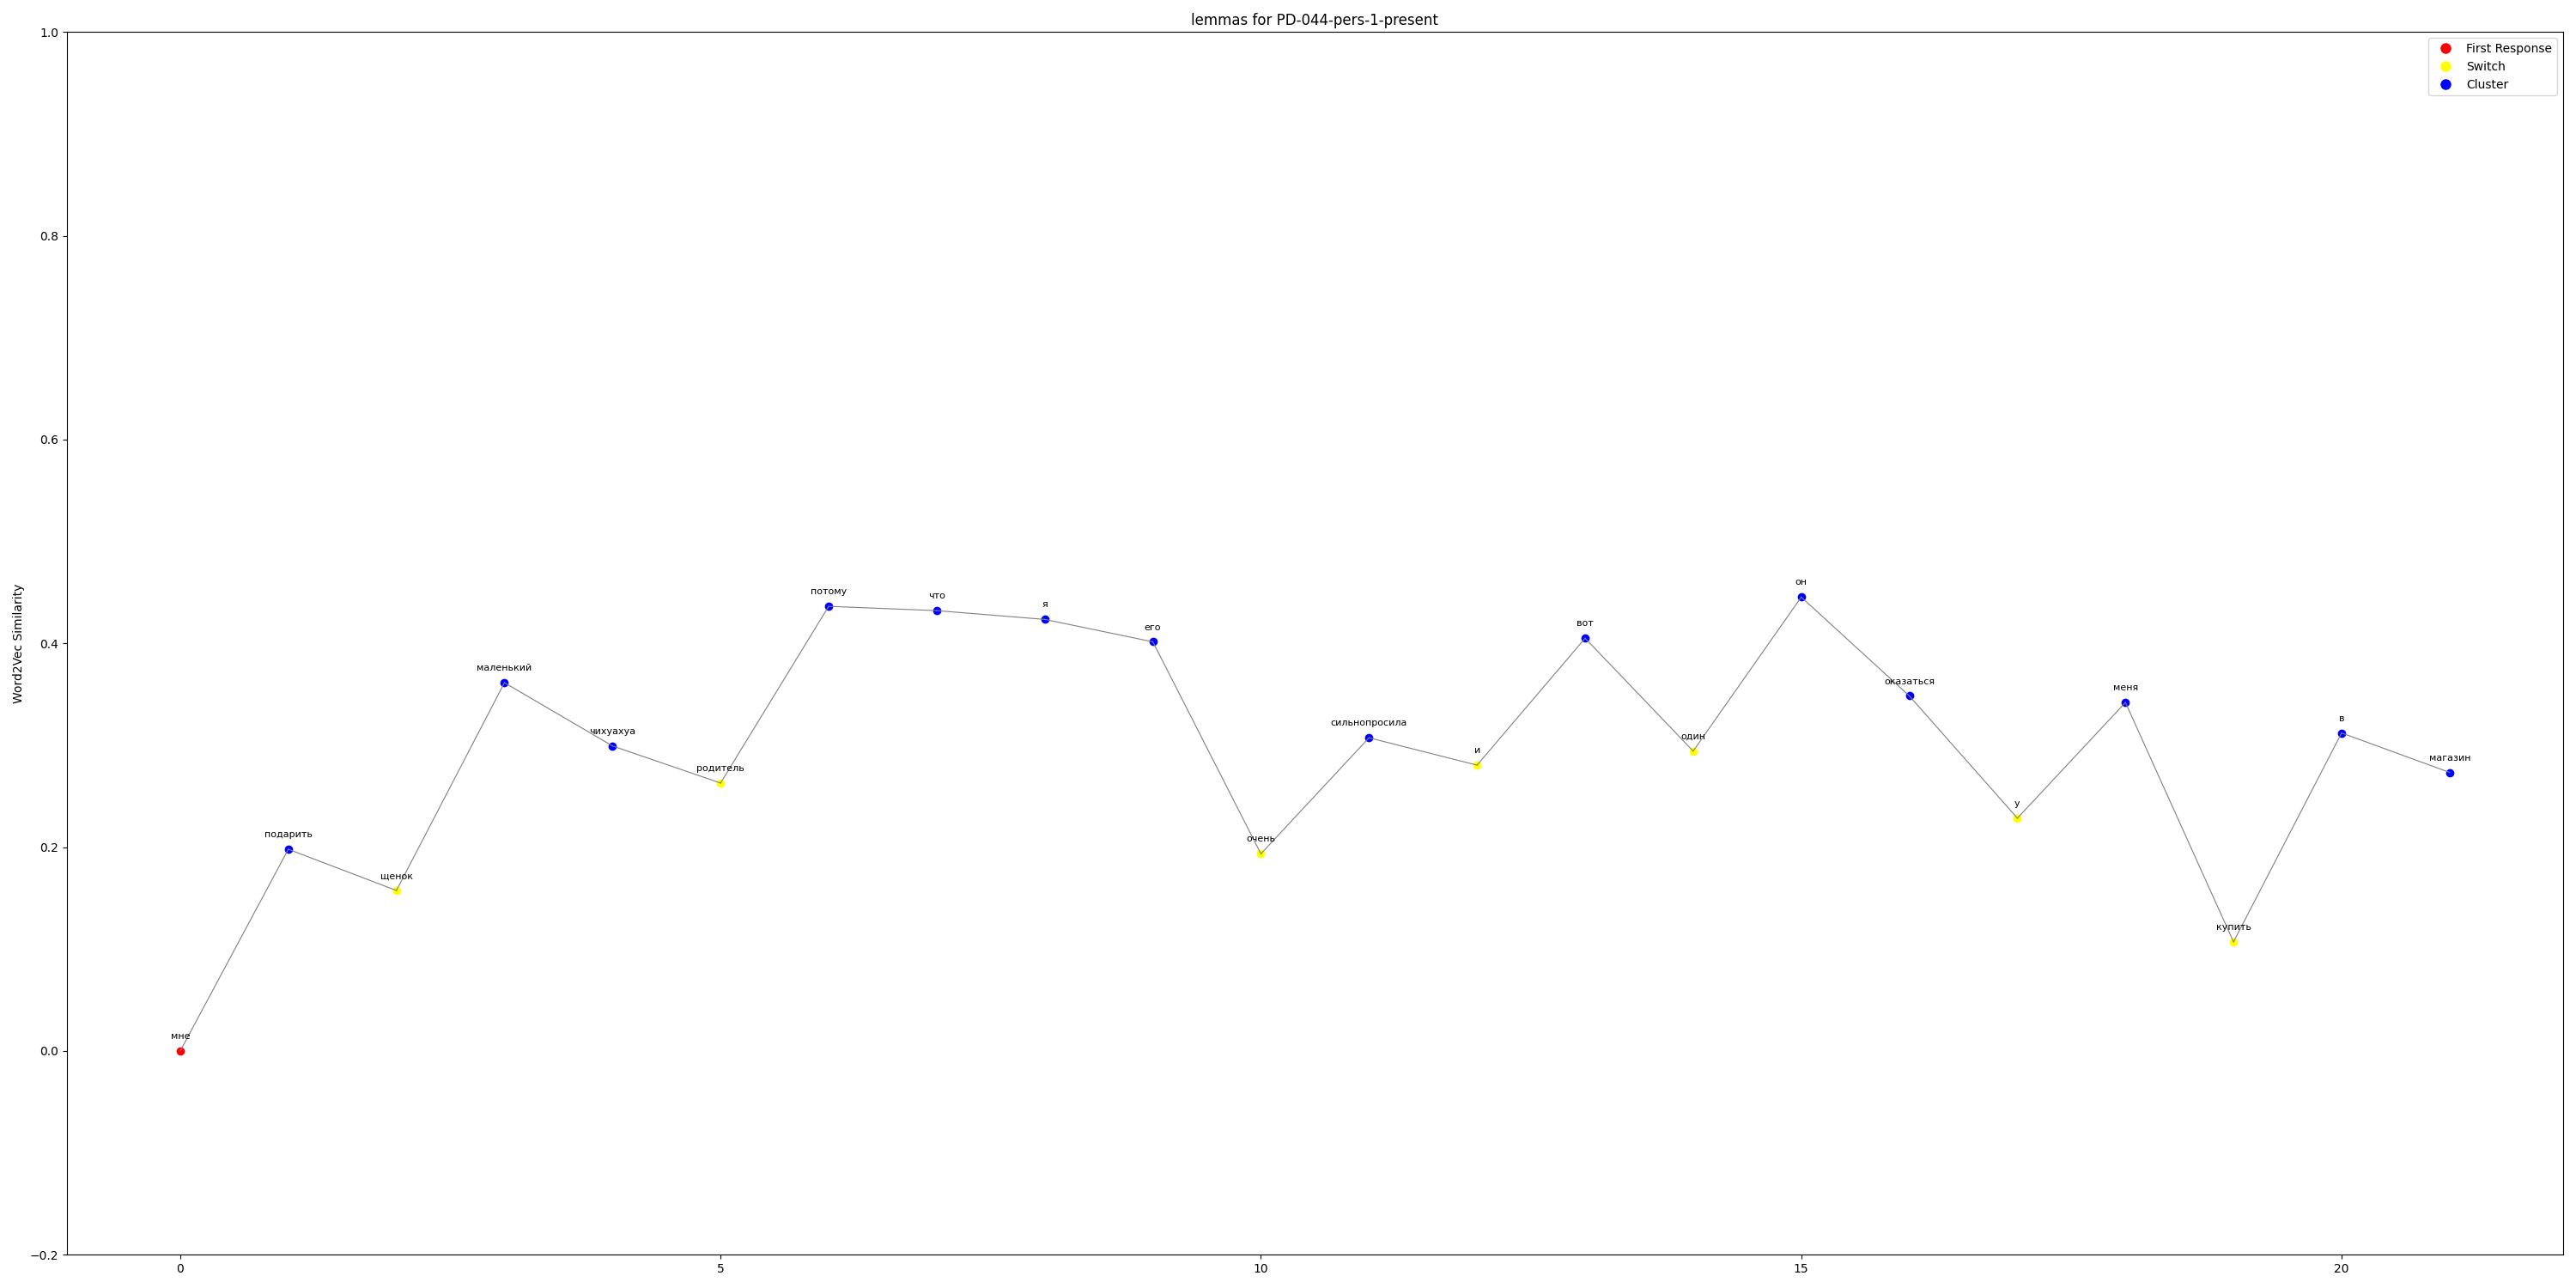 lemmas for PD-044-pers-1-present
1.0
0.8
0.6
0.4
0.2
0.0
−0.2
Word2Vec Similarity
First Response
Switch
Cluster
мне
подарить
щенок
маленький
чихуахуа
родитель
потому
что
я
его
очень
сильнопросила
и
вот
один
он
оказаться
у
меня
купить
в
магазин
0
5
10
15
20